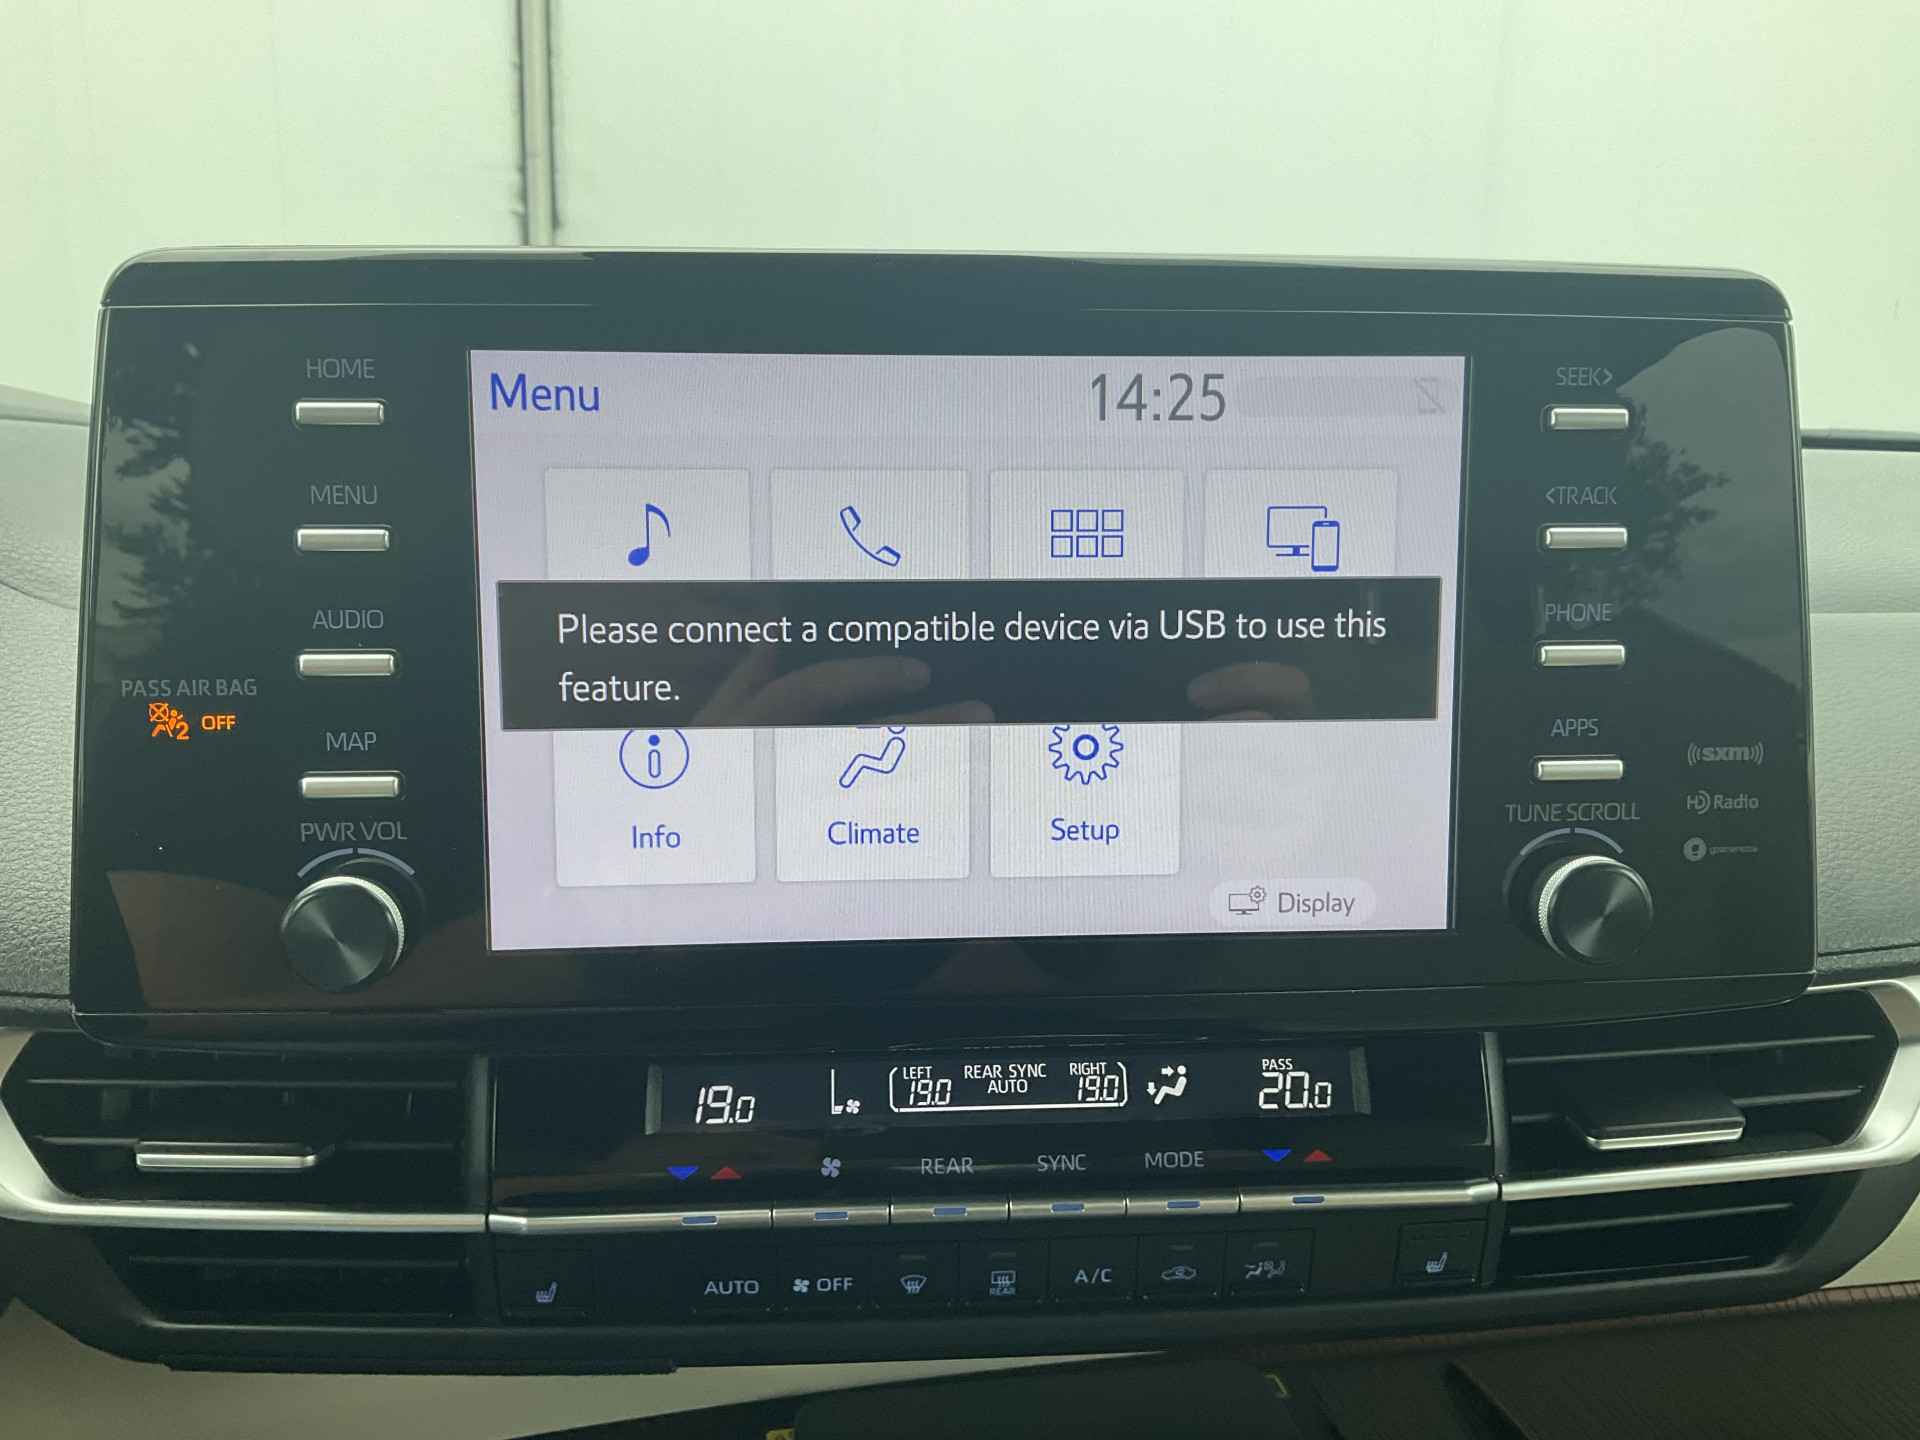 HOME
MENU
AUDIO
PASS AIR BAG
2 OFF
MAP
PWR VOL
Menu
14:25
Please connect a compatible device via USB to use this
feature.
Info
Climate
Setup
Display
SEEK>
<TRACK
PHONE
APPS
TUNE SCROLL
((sxm))
HD Radio
19.0
LEFT
19.0
REAR SYNC
AUTO
RIGHT
19.0
PASS
20.0
REAR
SYNC
MODE
AUTO
OFF
REAR
A/C